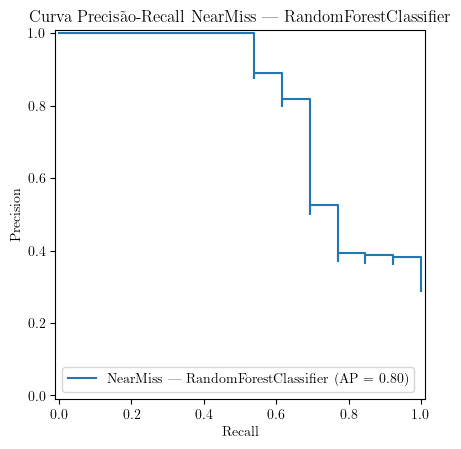 Curva Precisão-Recall NearMiss — RandomForestClassifier
1.0
0.8
0.6
0.4
0.2
0.0
Precision
NearMiss — RandomForestClassifier (AP = 0.80)
0.0 0.2 0.4 0.6 0.8 1.0
Recall